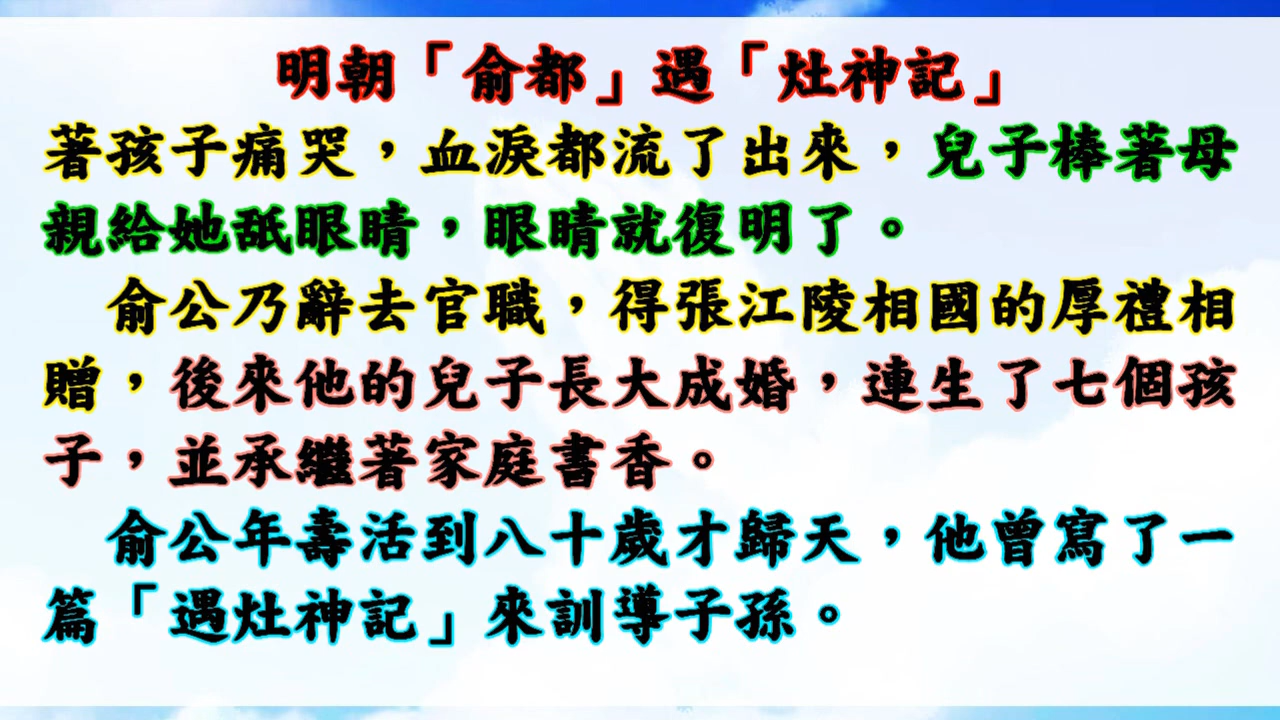 明朝「俞都」遇「灶神記」
著孩子痛哭，血淚都流了出來，兒子棒著母
親給她舐眼睛，眼睛就復明了。
俞公乃辭去官職，得張江陵相國的厚禮相
贈，後來他的兒子長大成婚，連生了七個孩
子，並承繼著家庭書香。
俞公年壽活到八十歲才歸天，他曾寫了一
篇「遇灶神記」來訓導子孫。